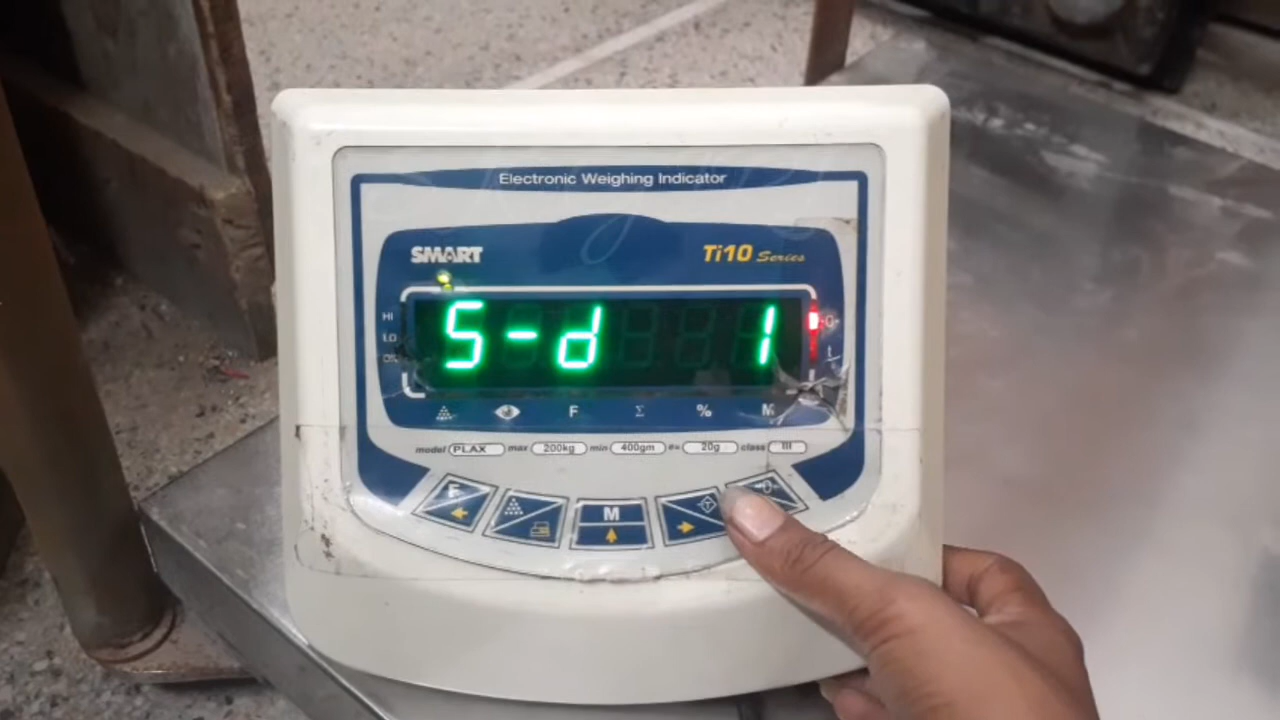 Electronic Weighing Indicator
SMART Ti10 Series
HI
LO
S-d 1
F Σ % M
model PLAX max 200kg min 400gm e= 20g class III
M